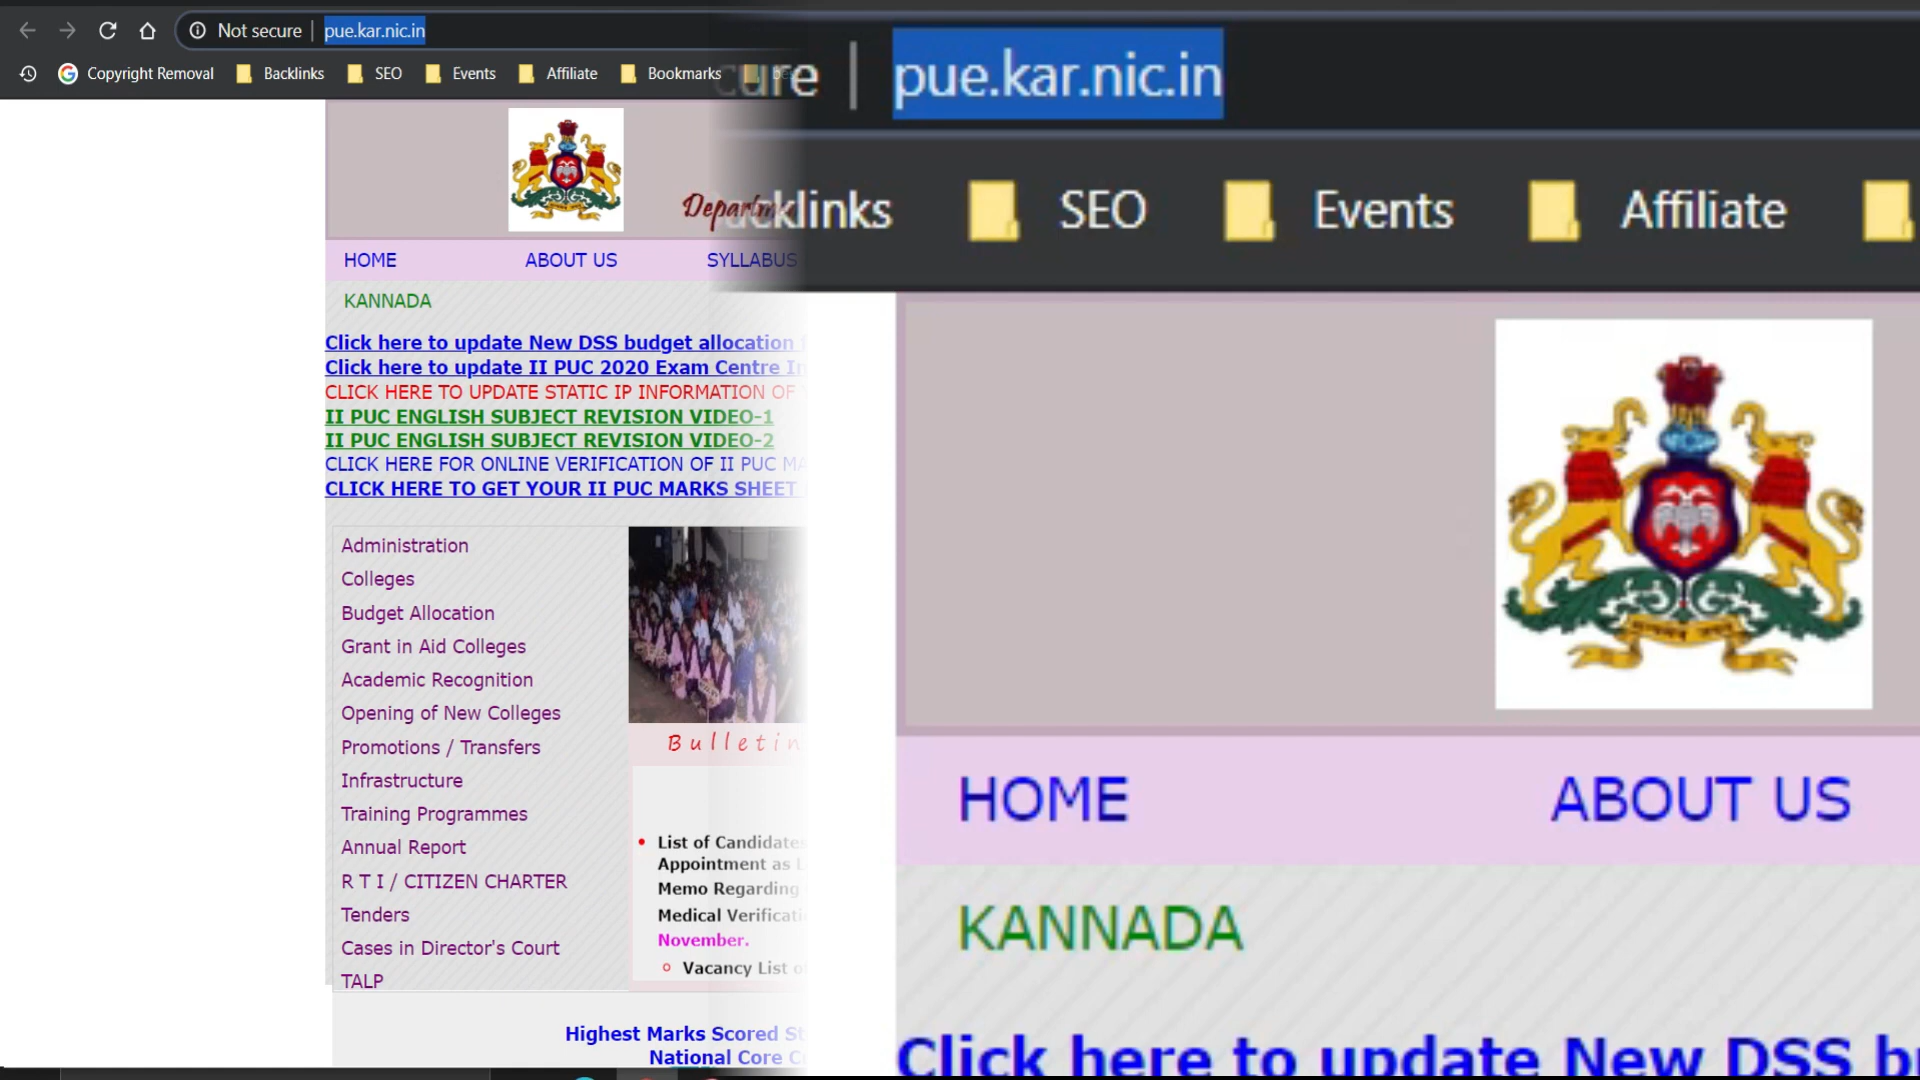 Not secure | pue.kar.nic.in
Copyright Removal Backlinks SEO Events Affiliate Bookmarks
HOME ABOUT US SYLLABUS
KANNADA
Click here to update New DSS budget allocation
Click here to update II PUC 2020 Exam Centre
CLICK HERE TO UPDATE STATIC IP INFORMATION OF
II PUC ENGLISH SUBJECT REVISION VIDEO-1
II PUC ENGLISH SUBJECT REVISION VIDEO-2
CLICK HERE FOR ONLINE VERIFICATION OF II PUC
CLICK HERE TO GET YOUR II PUC MARKS SHEET
Administration
Colleges
Budget Allocation
Grant in Aid Colleges
Academic Recognition
Opening of New Colleges
Promotions / Transfers
Infrastructure
Training Programmes
Annual Report
R T I / CITIZEN CHARTER
Tenders
Cases in Director's Court
TALP
Bulletin
List of Candidates
Appointment as
Memo Regarding
Medical
November.
Vacancy List
Highest Marks Scored
National Core
cure | pue.kar.nic.in
cklinks SEO Events Affiliate
HOME ABOUT US
KANNADA
Click here to update New DSS